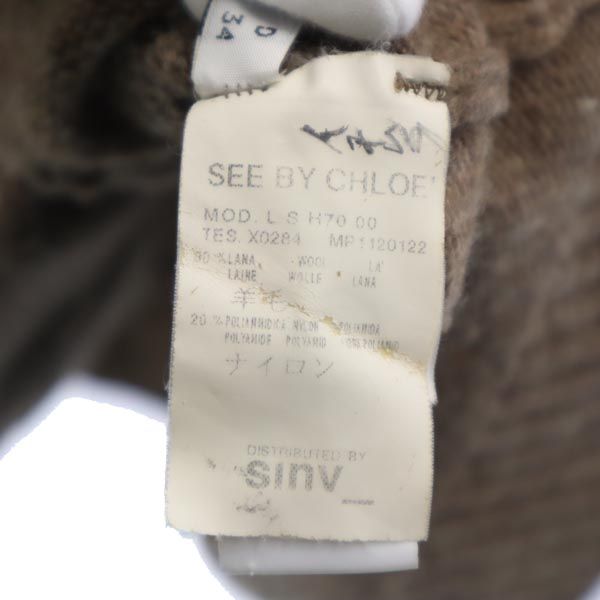 34
SEE BY CHLOE'
MOD. L S H70 00
TES. X0284 MP1120122
80 % LANA WOOL LA'
LAINE WOLLE LANA
羊毛
20 % POLIAMMIDICA NYLON POLIAMIDA
POLYAMIDE POLYAMID
ナイロン
DISTRIBUTED BY
sinv